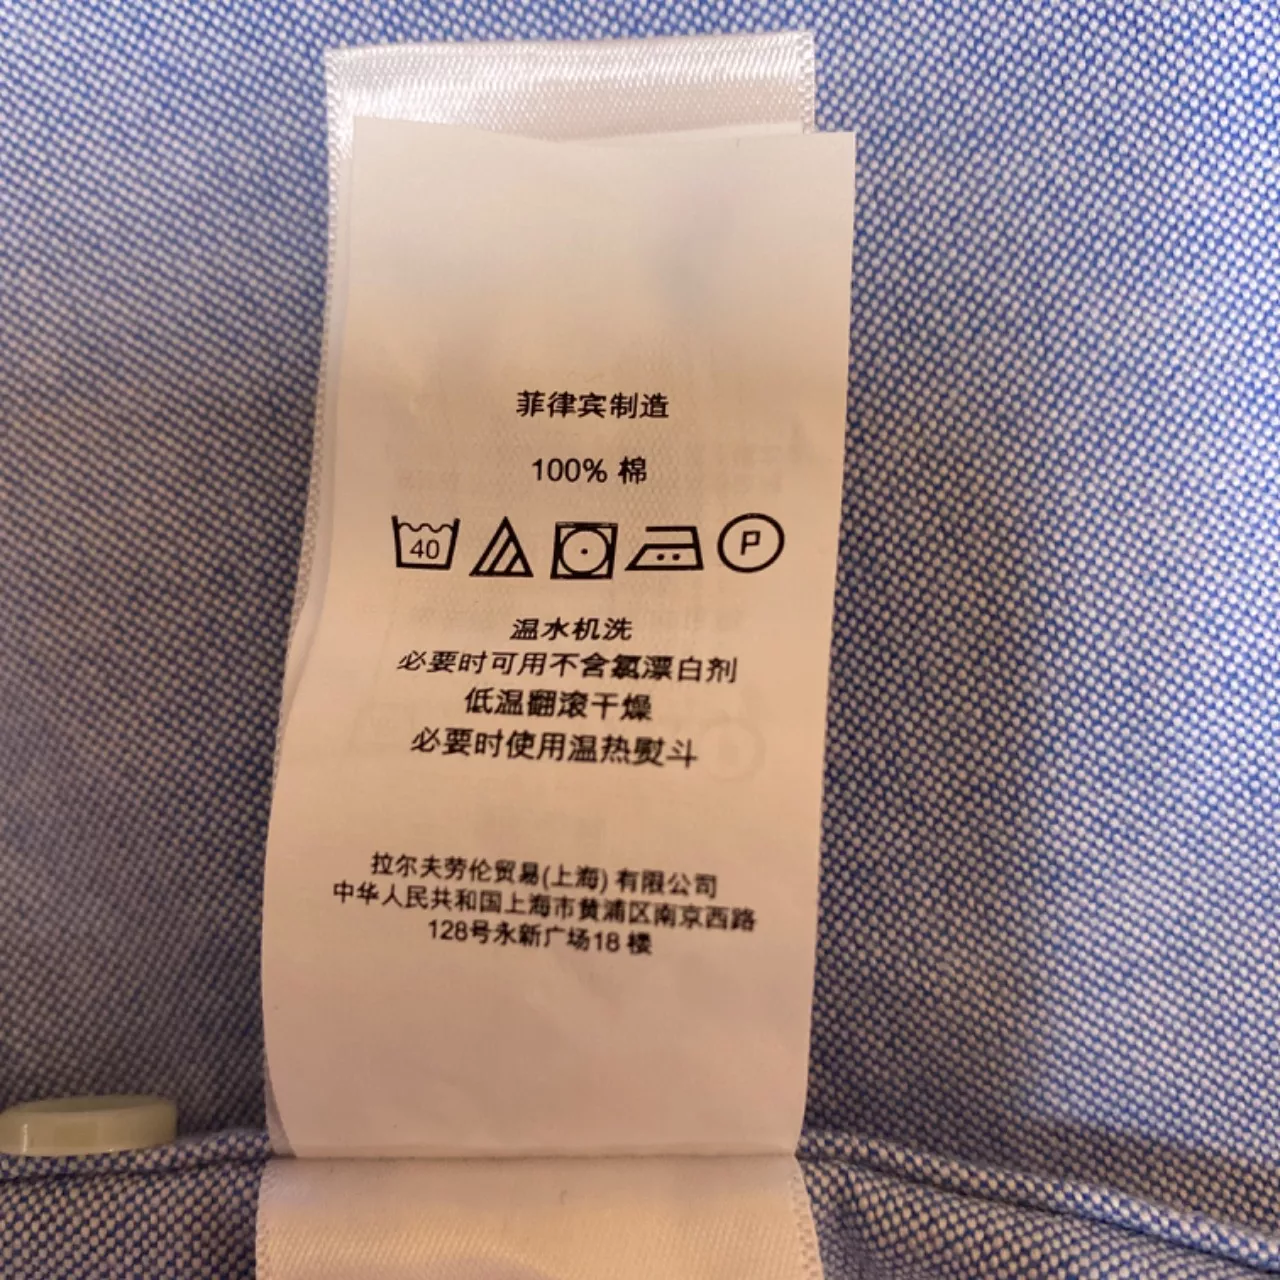 菲律宾制造
100% 棉
40
P
温水机洗
必要时可用不含氯漂白剂
低温翻滚干燥
必要时使用温热熨斗
拉尔夫劳伦贸易(上海) 有限公司
中华人民共和国上海市黄浦区南京西路
128号永新广场18 楼